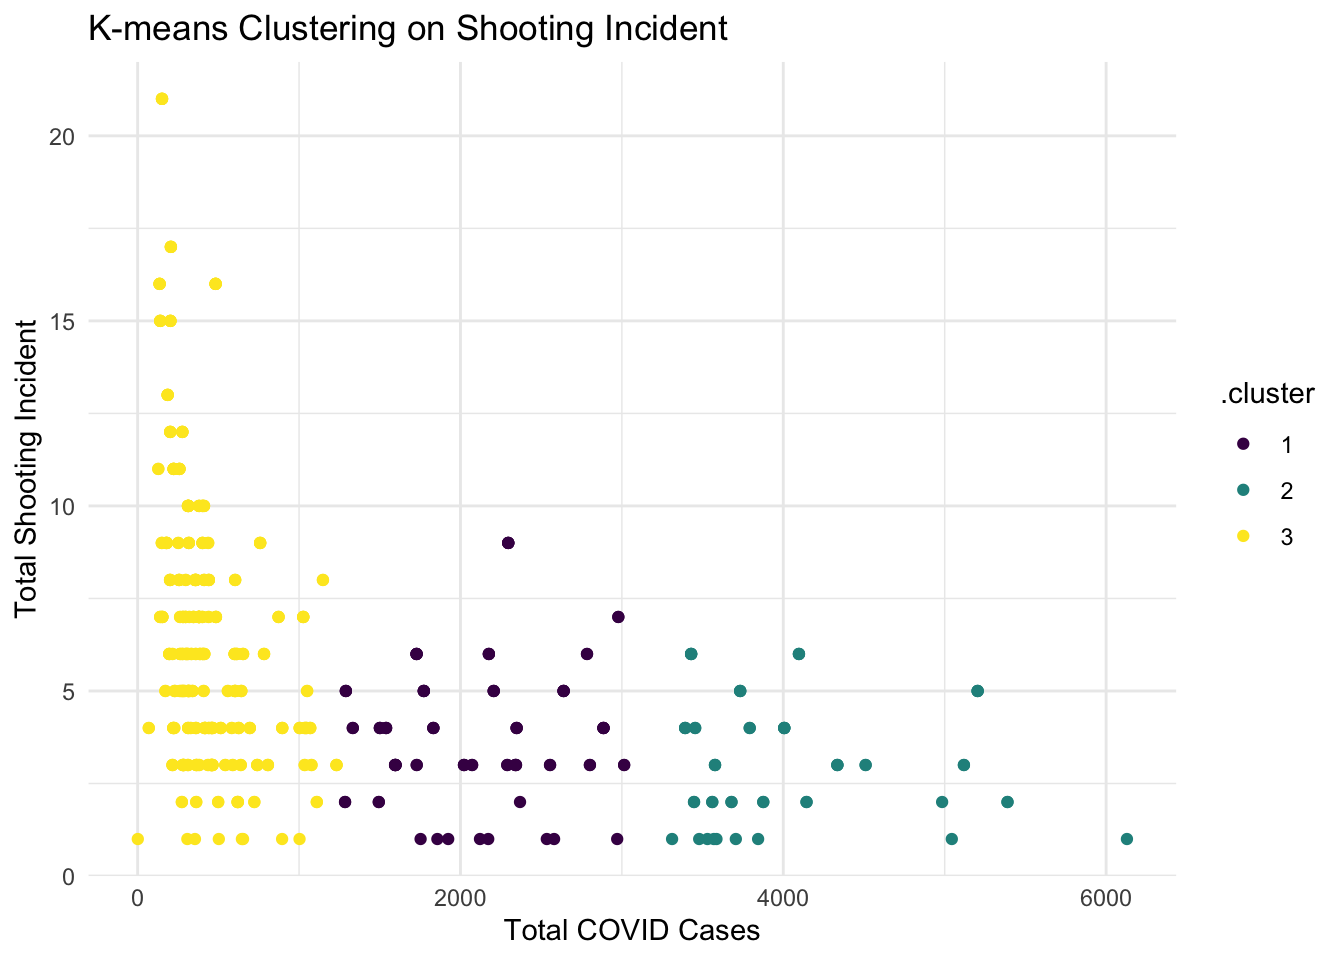 K-means Clustering on Shooting Incident
20
15
10
5
0
Total Shooting Incident
0 2000 4000 6000
Total COVID Cases
.cluster
1
2
3